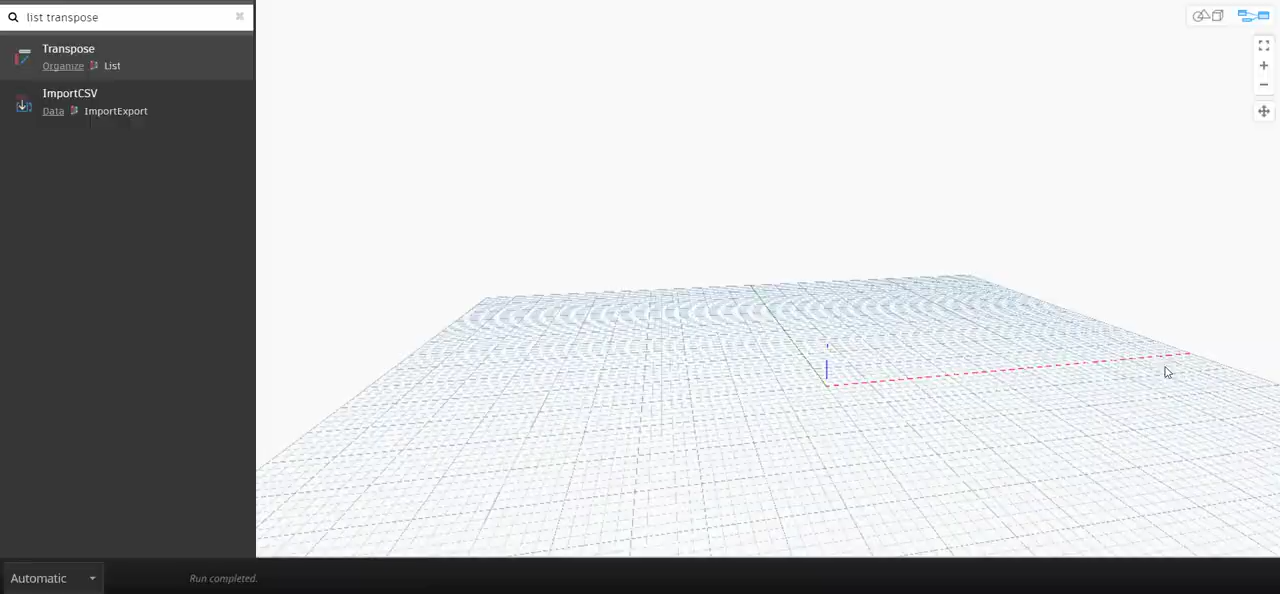 list transpose
Transpose
Organize List
ImportCSV
Data ImportExport
Automatic
Run completed.